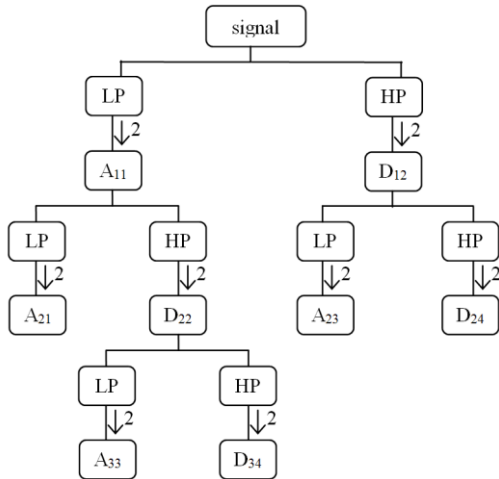 signal
LP HP
2 2
A₁₁ D₁₂
LP HP LP HP
2 2 2 2
A₂₁ D₂₂ A₂₃ D₂₄
LP HP
2 2
A₃₃ D₃₄